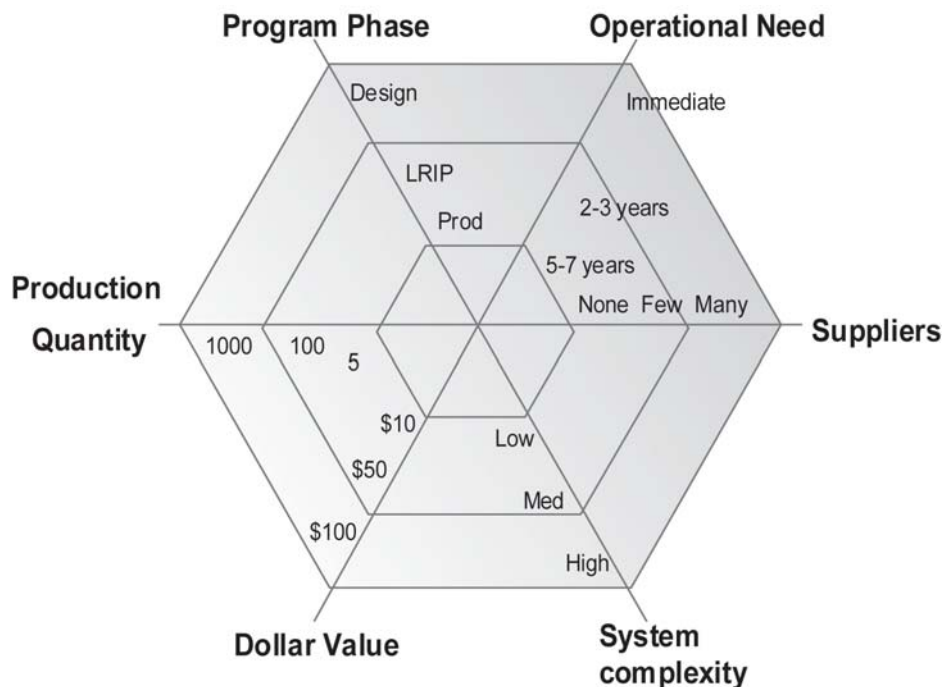 Program Phase
Operational Need
Design
Immediate
LRIP
2-3 years
Prod
5-7 years
Production
Quantity
None Few Many
Suppliers
1000
100
5
$10
Low
$50
Med
$100
High
Dollar Value
System
complexity